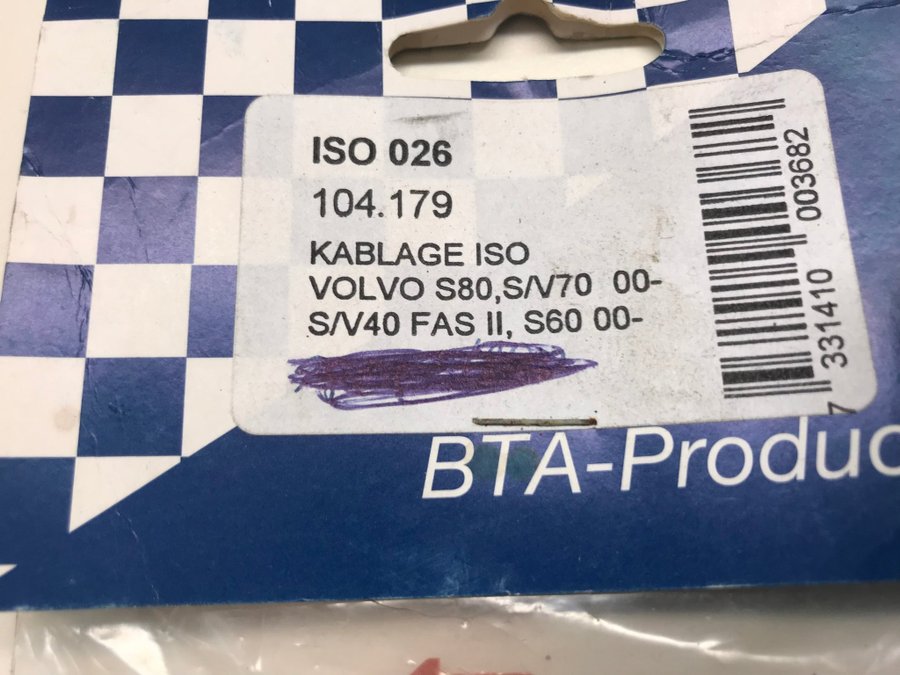 ISO 026
104.179
KABLAGE ISO
VOLVO S80,S/V70 00-
S/V40 FAS II, S60 00-
7 331410 003682
BTA-Produc